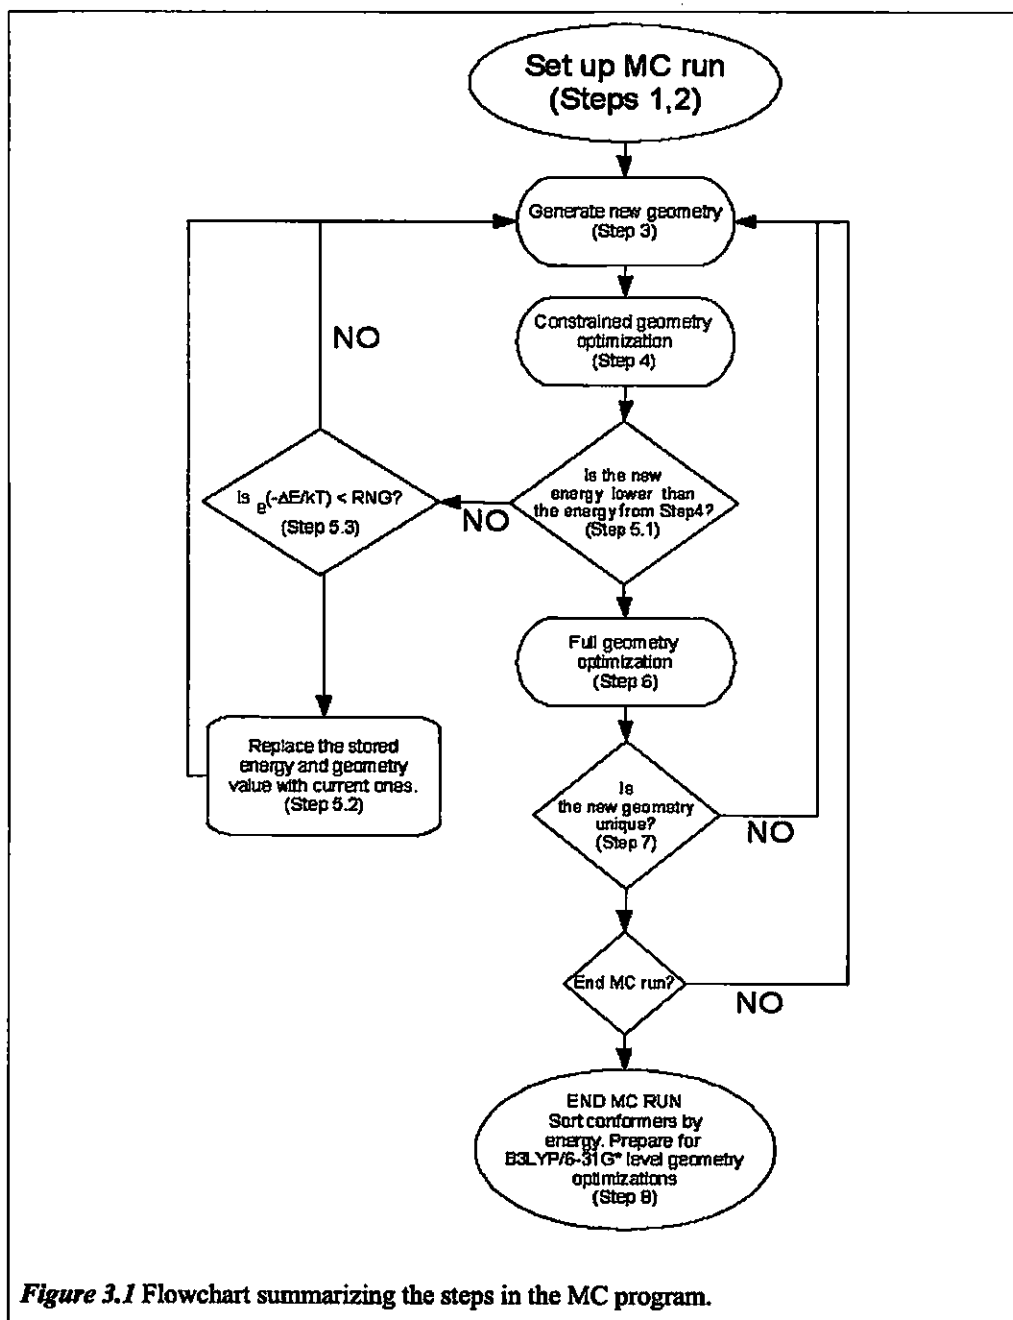 Set up MC run
(Steps 1,2)
Generate new geometry
(Step 3)
Constrained geometry
optimization
(Step 4)
NO
Is the new
energy lower than
the energy from Step4?
(Step 5.1)
NO
Is e(-ΔE/kT) < RNG?
(Step 5.3)
Full geometry
optimization
(Step 6)
Replace the stored
energy and geometry
value with current ones.
(Step 5.2)
Is
the new geometry
unique?
(Step 7)
NO
End MC run?
NO
END MC RUN
Sort conformers by
energy. Prepare for
B3LYP/6-31G* level geometry
optimizations
(Step 8)
Figure 3.1 Flowchart summarizing the steps in the MC program.